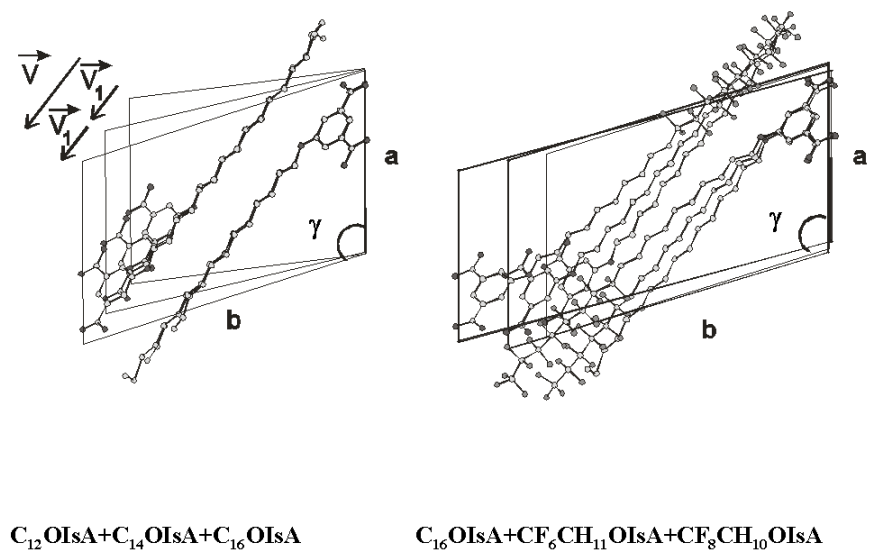 V
V₁
V₁
a
γ
b
a
γ
b
C₁₂OIsA+C₁₄OIsA+C₁₆OIsA
C₁₆OIsA+CF₆CH₁₁OIsA+CF₈CH₁₀OIsA